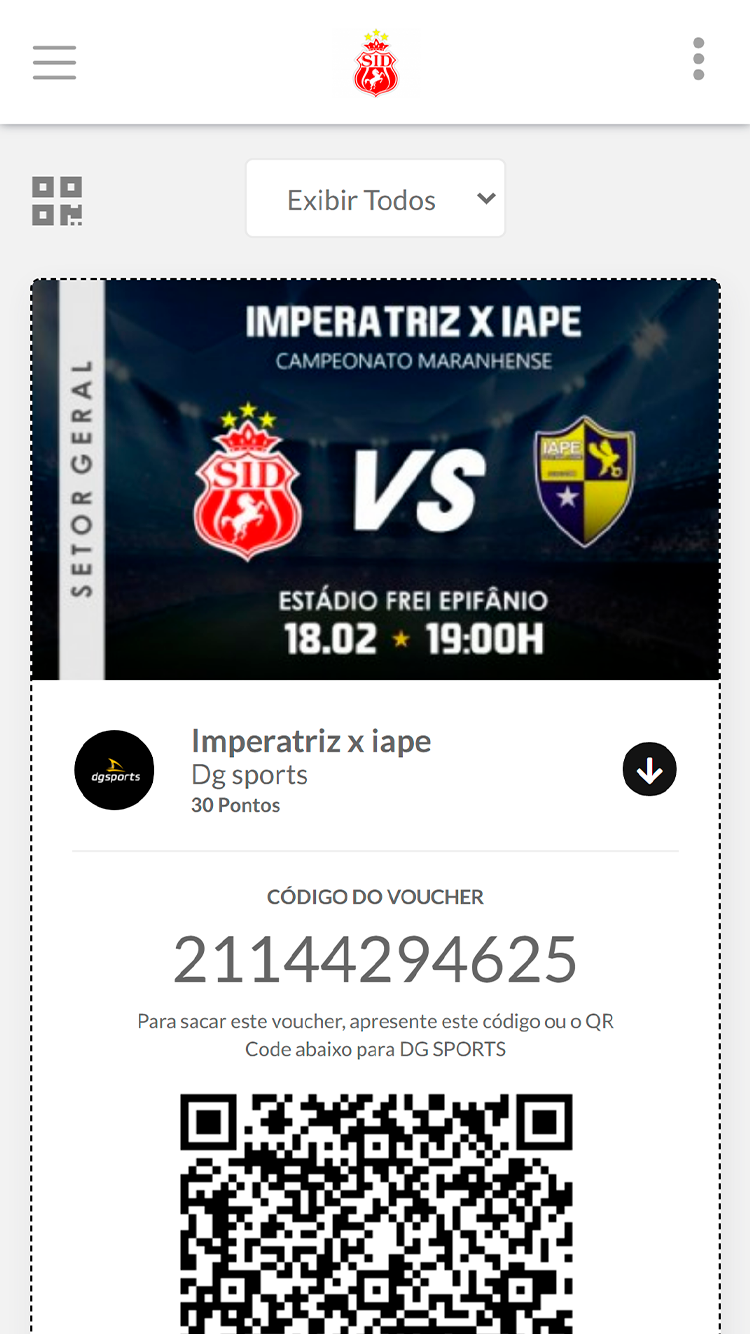 SID
Exibir Todos
SETOR GERAL
IMPERATRIZ X IAPE
CAMPEONATO MARANHENSE
SID
VS
IAPE
ESTÁDIO FREI EPIFÂNIO
18.02 ★ 19:00H
dgsports
Imperatriz x iape
Dg sports
30 Pontos
CÓDIGO DO VOUCHER
21144294625
Para sacar este voucher, apresente este código ou o QR
Code abaixo para DG SPORTS